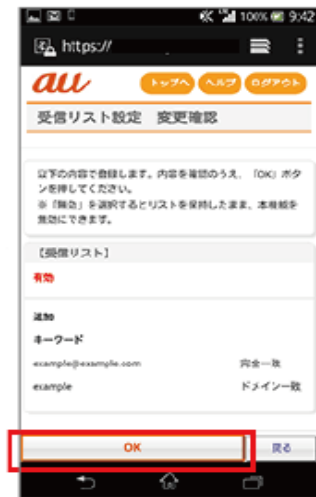 100% 9:42
https://
au
トップへ ヘルプ ログアウト
受信リスト設定 変更確認
以下の内容で登録します。内容を確認のうえ、「OK」ボタ
ンを押してください。
※「無効」を選択するとリストを保持したまま、本機能を
無効にできます。
【受信リスト】
有効
追加
キーワード
example@example.com 完全一致
example ドメイン一致
OK 戻る